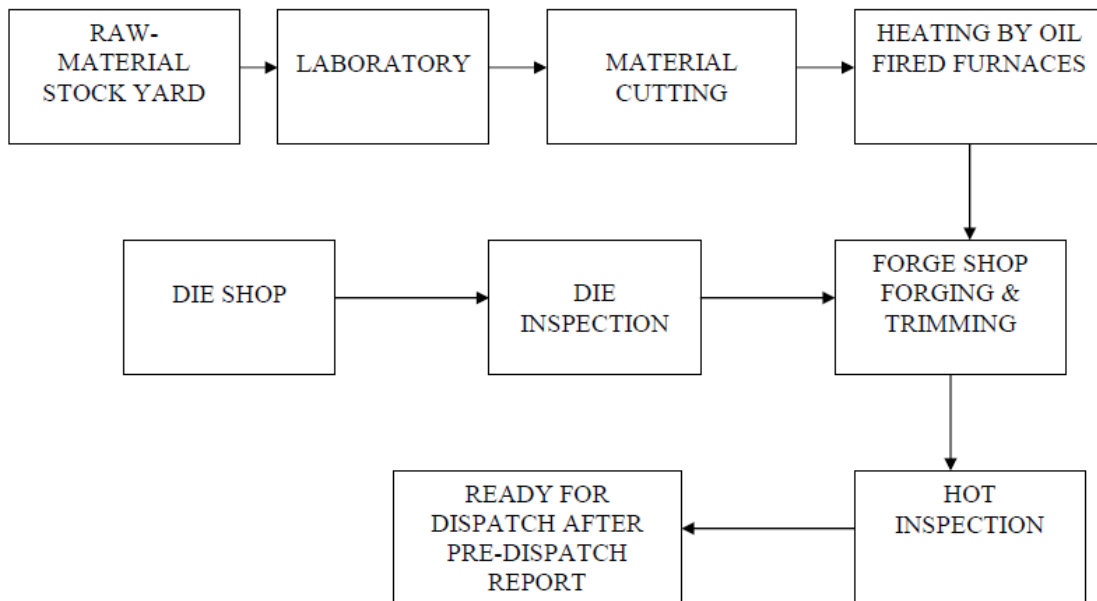 RAW-
MATERIAL
STOCK YARD
LABORATORY
MATERIAL
CUTTING
HEATING BY OIL
FIRED FURNACES
DIE SHOP
DIE
INSPECTION
FORGE SHOP
FORGING &
TRIMMING
READY FOR
DISPATCH AFTER
PRE-DISPATCH
REPORT
HOT
INSPECTION